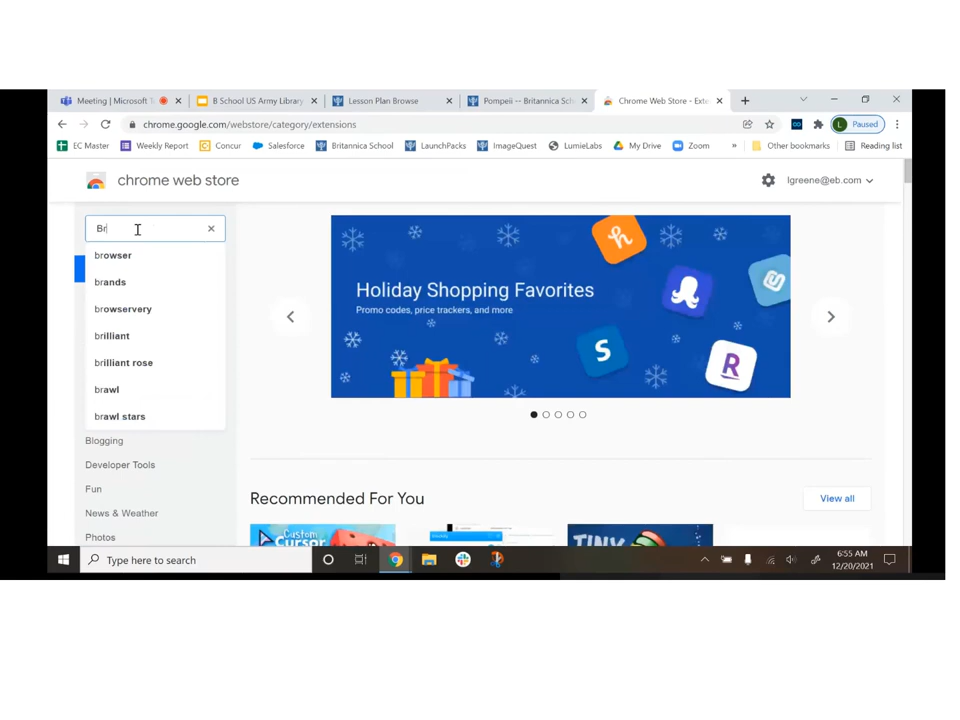 Meeting | Microsoft T
B School US Army Library
Lesson Plan Browse
Pompeii -- Britannica Sch
Chrome Web Store - Exte
chrome.google.com/webstore/category/extensions
L
Paused
EC Master
Weekly Report
Concur
Salesforce
Britannica School
LaunchPacks
ImageQuest
LumieLabs
My Drive
Zoom
»
Other bookmarks
Reading list
chrome web store
lgreene@eb.com
Br
browser
brands
browservery
brilliant
brilliant rose
brawl
brawl stars
Blogging
Developer Tools
Fun
News & Weather
Photos
Holiday Shopping Favorites
Promo codes, price trackers, and more
h
S
R
Recommended For You
View all
Custom
Cursor
TINY
Type here to search
6:55 AM
12/20/2021